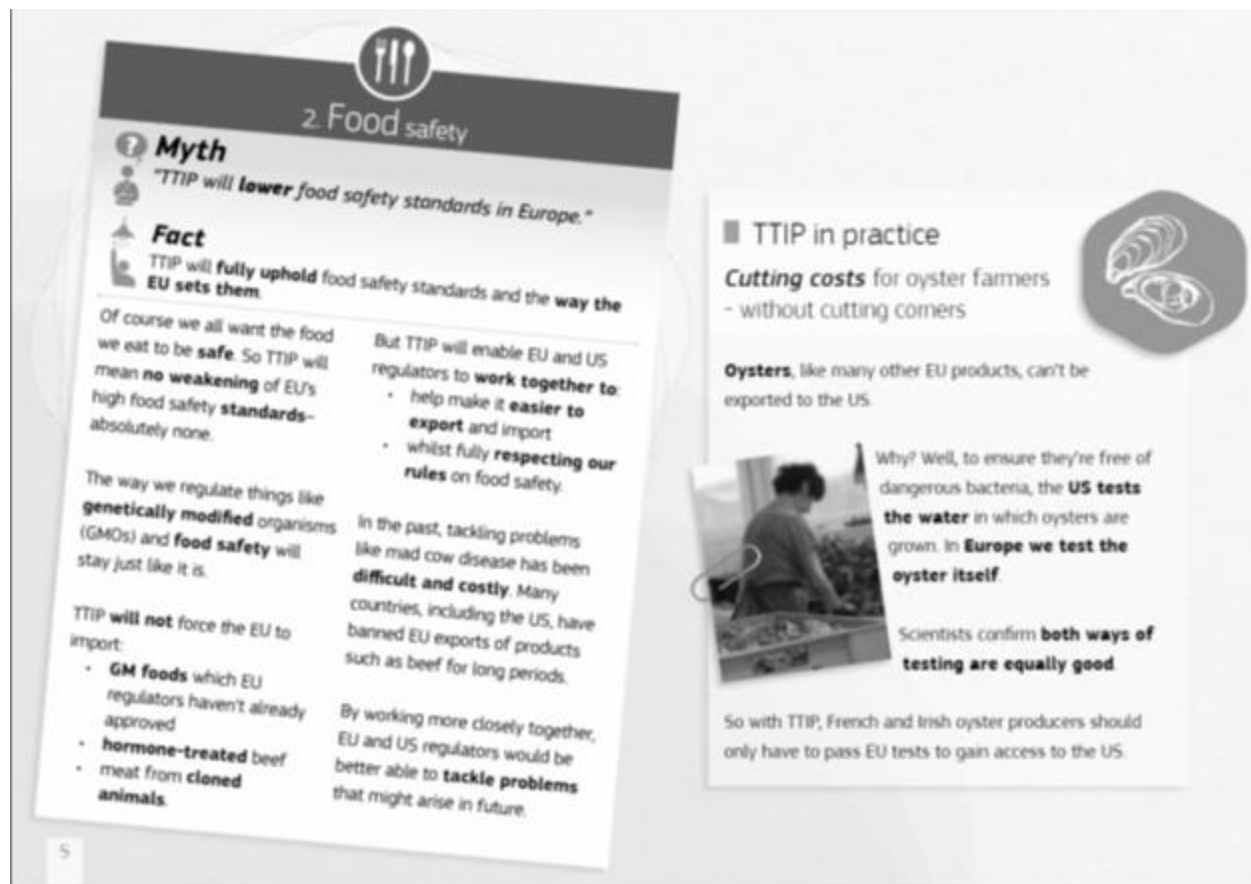 2. Food safety
Myth
"TTIP will lower food safety standards in Europe."
Fact
TTIP will fully uphold food safety standards and the way the
EU sets them.
Of course we all want the food
we eat to be safe. So TTIP will
mean no weakening of EU's
high food safety standards–
absolutely none.
The way we regulate things like
genetically modified organisms
(GMOs) and food safety will
stay just like it is.
TTIP will not force the EU to
import:
• GM foods which EU
regulators haven't already
approved
• hormone-treated beef
• meat from cloned
animals.
But TTIP will enable EU and US
regulators to work together to:
• help make it easier to
export and import
• whilst fully respecting our
rules on food safety.
In the past, tackling problems
like mad cow disease has been
difficult and costly. Many
countries, including the US, have
banned EU exports of products
such as beef for long periods.
By working more closely together,
EU and US regulators would be
better able to tackle problems
that might arise in future.
5
TTIP in practice
Cutting costs for oyster farmers
– without cutting corners
Oysters, like many other EU products, can't be
exported to the US.
Why? Well, to ensure they're free of
dangerous bacteria, the US tests
the water in which oysters are
grown. In Europe we test the
oyster itself.
Scientists confirm both ways of
testing are equally good.
So with TTIP, French and Irish oyster producers should
only have to pass EU tests to gain access to the US.